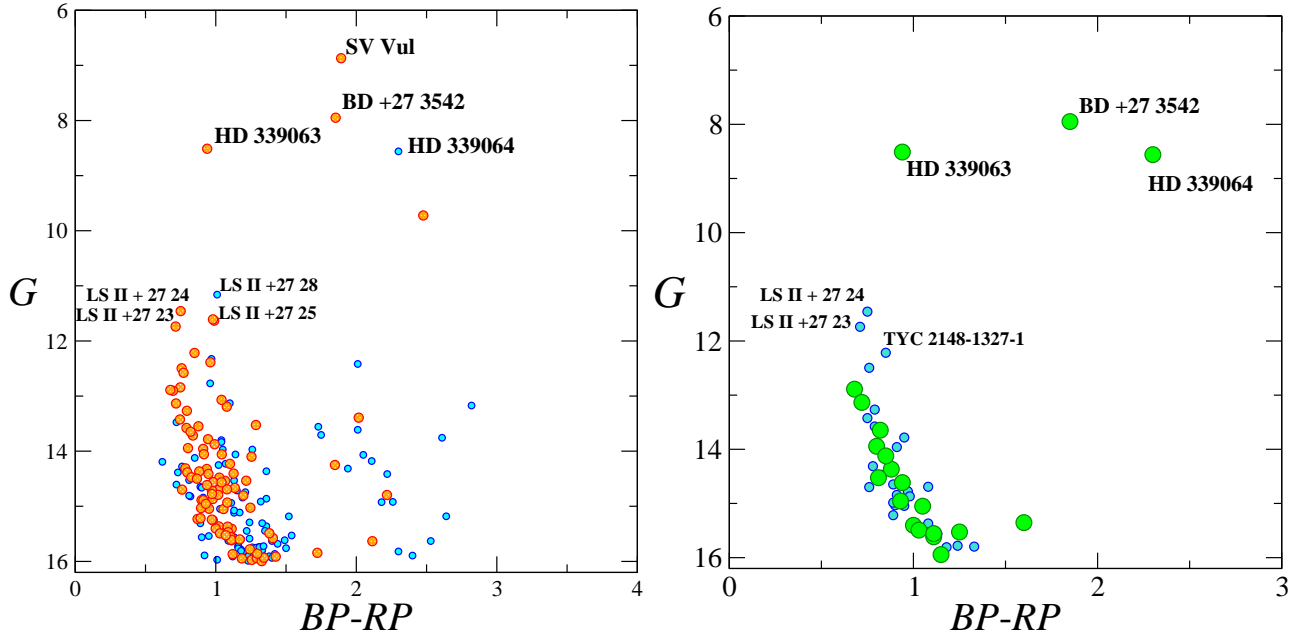 6
8
10
12
14
16
0
1
2
3
4
G
BP-RP
SV Vul
BD +27 3542
HD 339063
HD 339064
LS II +27 28
LS II + 27 24
LS II +27 23
LS II +27 25
6
8
10
12
14
16
0
1
2
3
G
BP-RP
BD +27 3542
HD 339063
HD 339064
LS II + 27 24
LS II +27 23
TYC 2148-1327-1